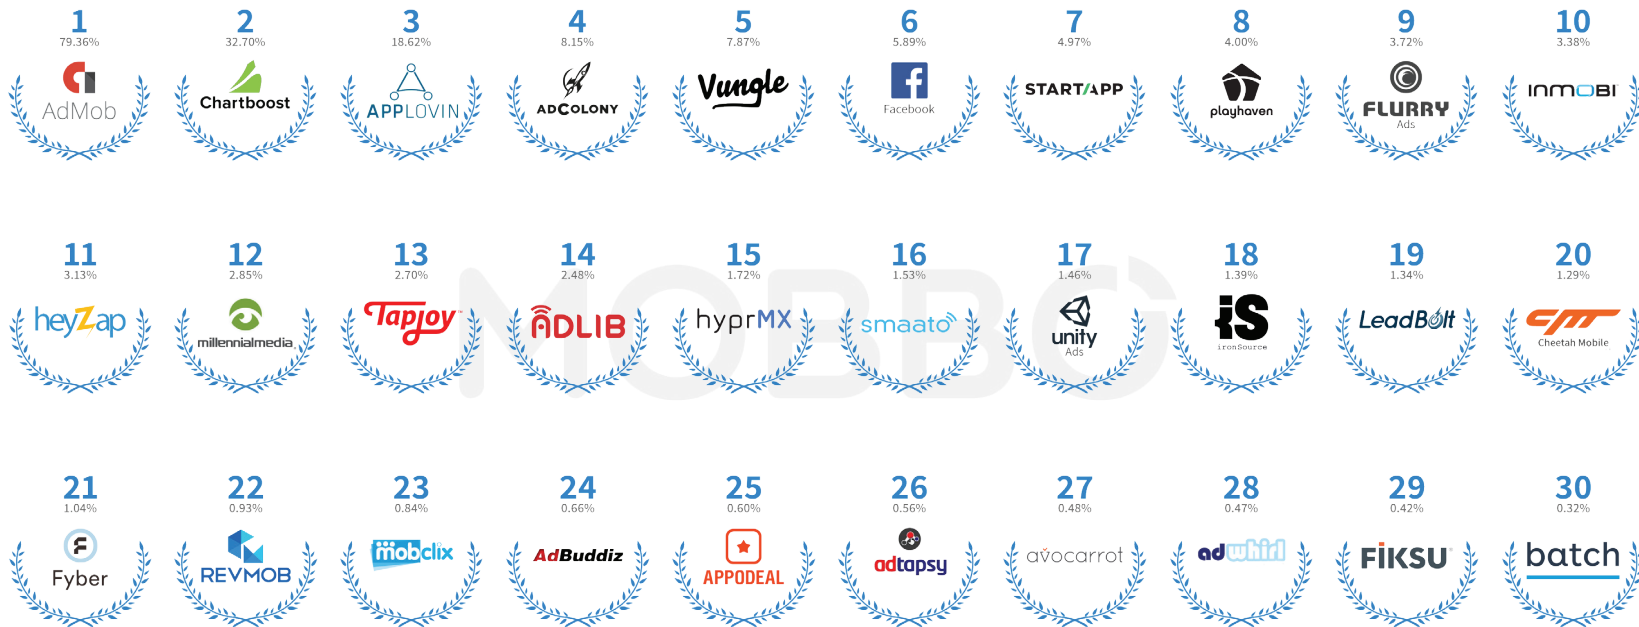 1 2 3 4 5 6 7 8 9 10
79.36% 32.70% 18.62% 8.15% 7.87% 5.89% 4.97% 4.00% 3.72% 3.38%
AdMob
Chartboost
APPLOVIN
ADCOLONY
Vungle
Facebook
STARTAPP
playhaven
FLURRY
Ads
INMOBI
11 12 13 14 15 16 17 18 19 20
3.13% 2.85% 2.70% 2.48% 1.72% 1.53% 1.46% 1.39% 1.34% 1.29%
MOBBO
heyZap
millennialmedia.
Tapjoy™
ADLIB
hyprMX
smaato
unity
Ads
iS
ironSource
LeadBolt
CM
Cheetah Mobile
21 22 23 24 25 26 27 28 29 30
1.04% 0.93% 0.84% 0.66% 0.60% 0.56% 0.48% 0.47% 0.42% 0.32%
F
Fyber
REVMOB
mobclix
AdBuddiz
APPODEAL
adtapsy
avocarrot
adwhirl
FiKSU
batch